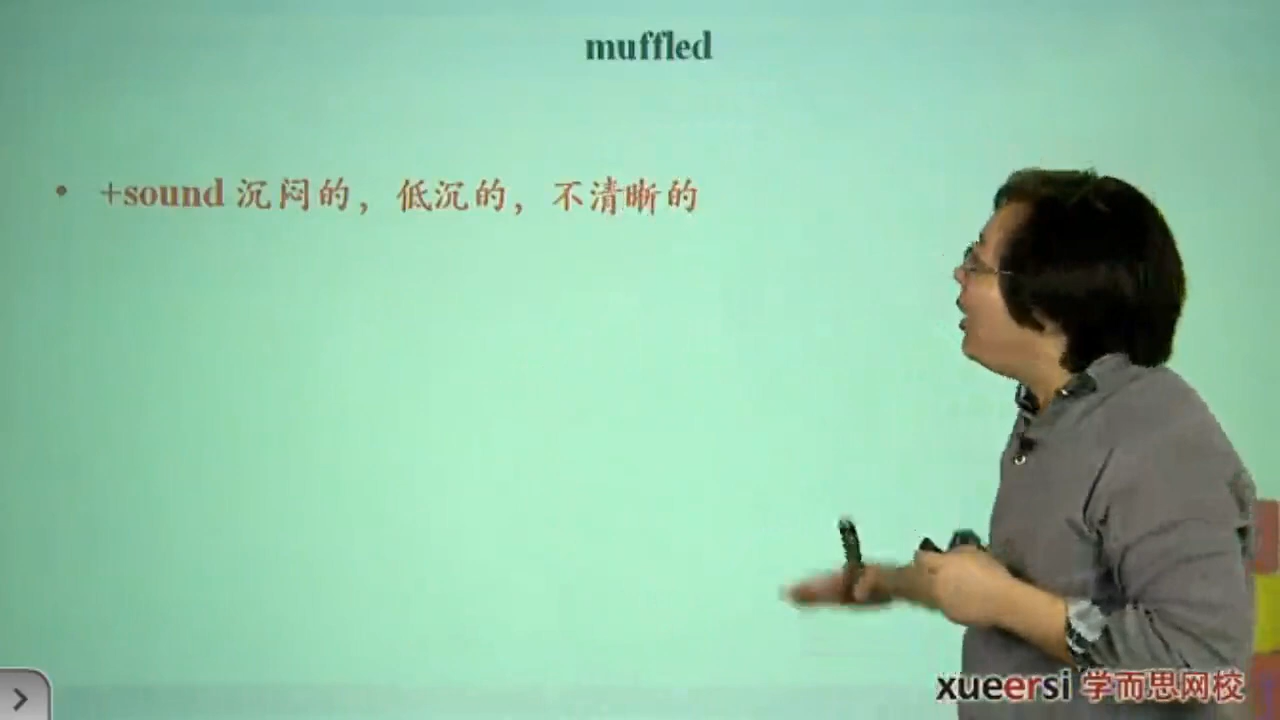 muffled
• +sound 沉闷的，低沉的，不清晰的
xueersi 学而思网校